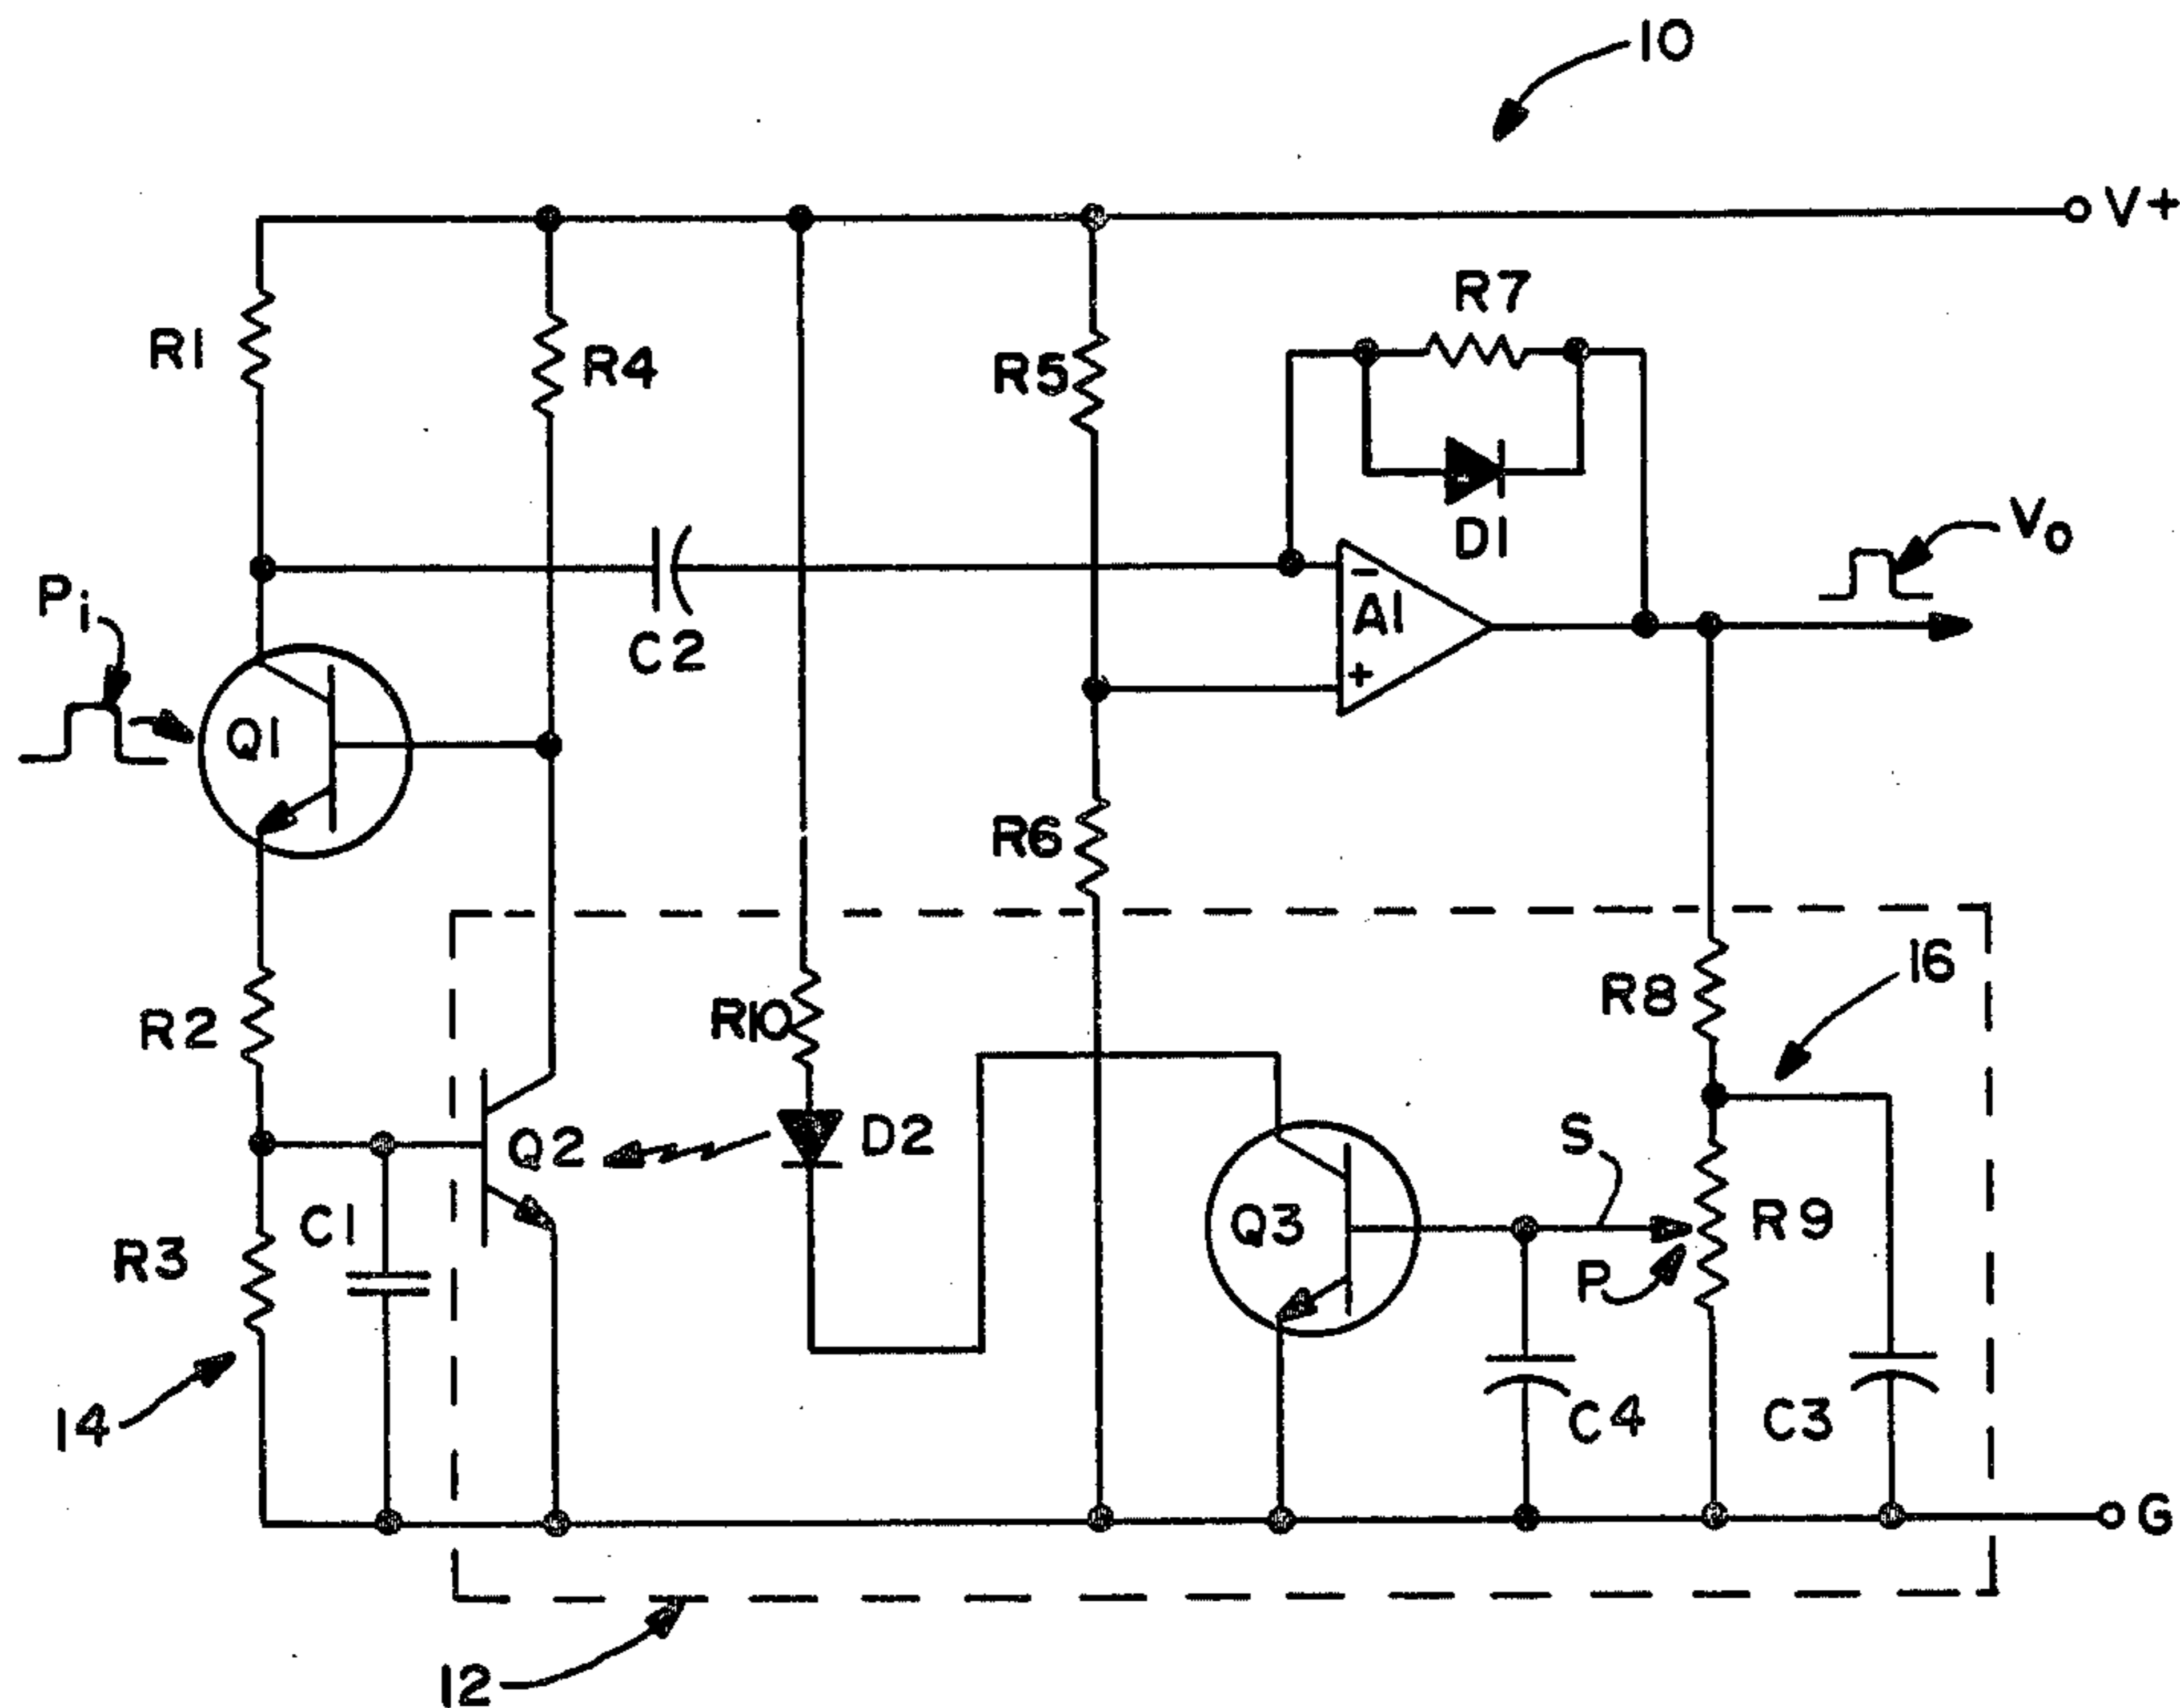 10
V+
R7
R1
R4
R5
D1
Vo
Pi
C2
-
A1
+
Q1
R6
16
R2
R10
R8
Q2
D2
S
Q3
R9
C1
R3
P
14
C4
C3
G
12